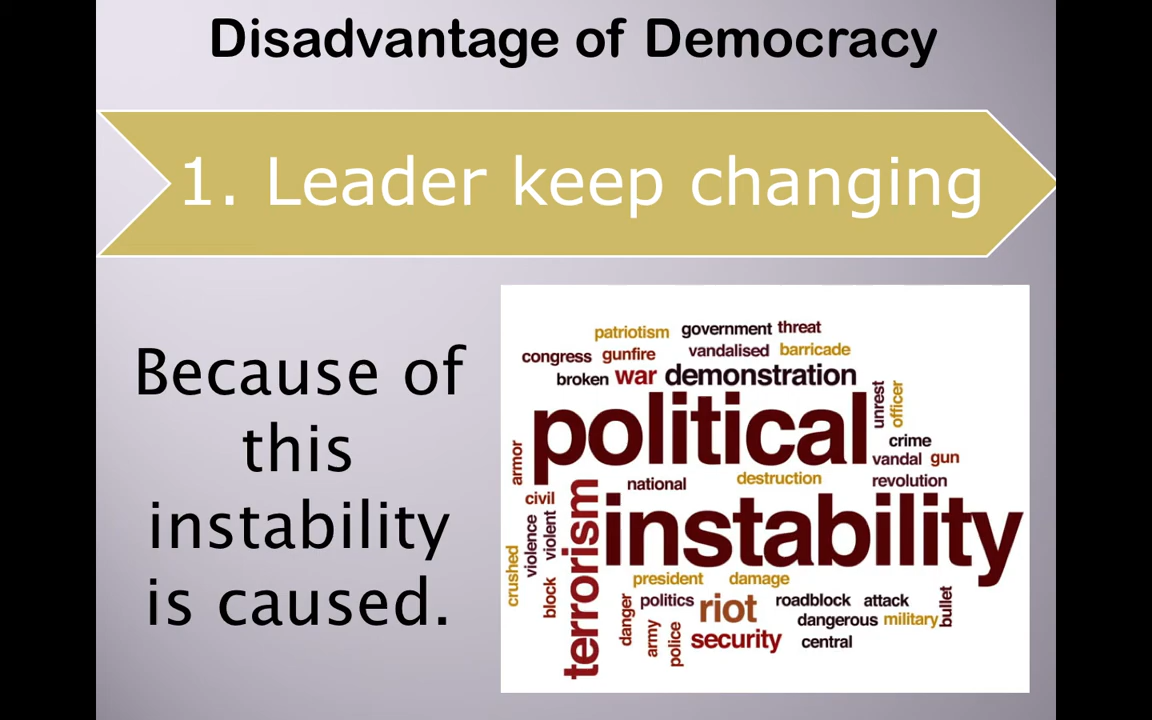 Disadvantage of Democracy
1. Leader keep changing
Because of
this
instability
is caused.
patriotism government threat
congress gunfire vandalised barricade
broken war demonstration
political
unrest
officer
crime
vandal gun
armor
national
destruction
revolution
civil
instability
terrorism
violent
violence
crushed
block
president damage
danger
politics
riot
roadblock attack
bullet
dangerous military
army
police
security
central